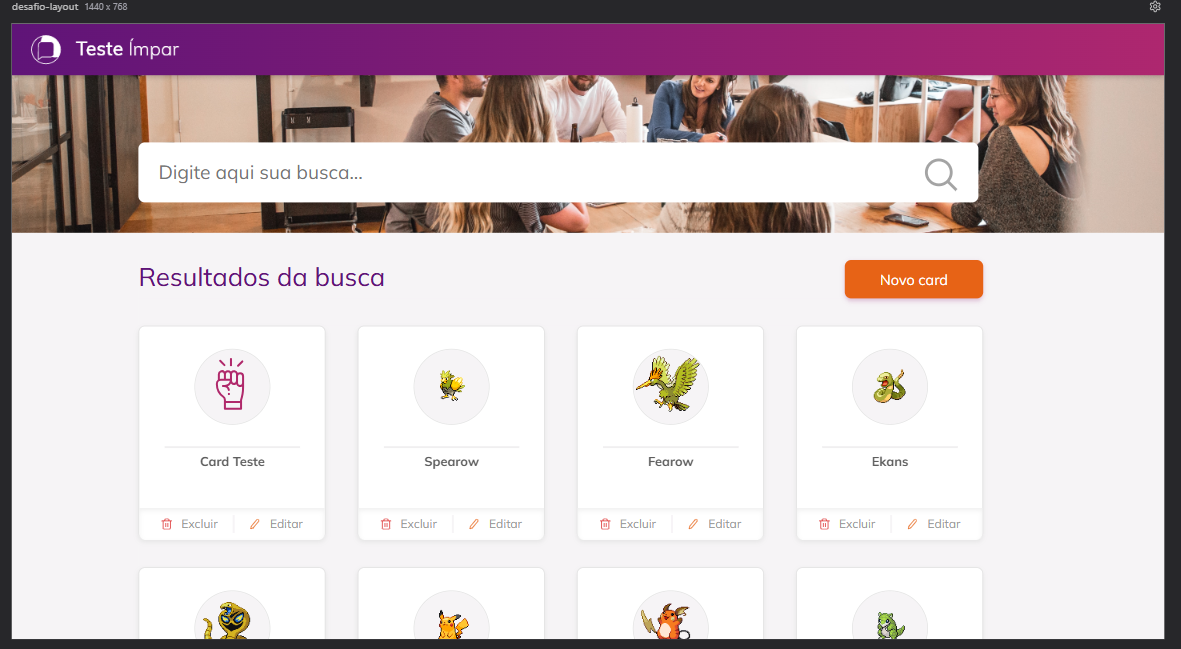 desafio-layout 1440 x 768
Teste Ímpar
Digite aqui sua busca...
Resultados da busca
Novo card
Card Teste
Spearow
Fearow
Ekans
Excluir Editar
Excluir Editar
Excluir Editar
Excluir Editar